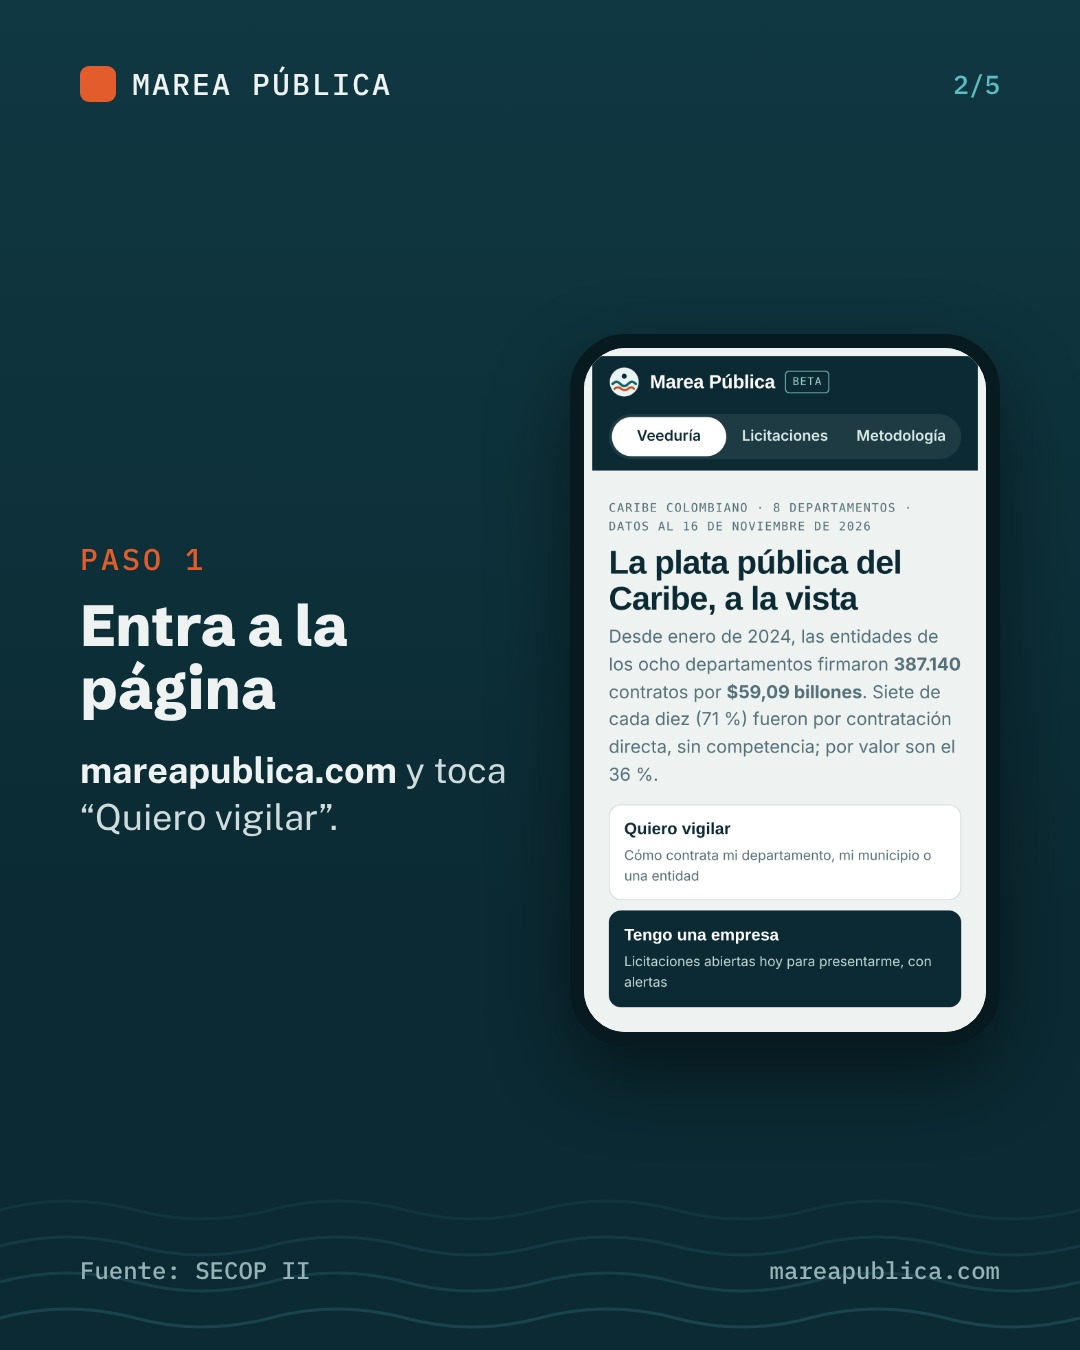 MAREA PÚBLICA
2/5
PASO 1
Entra a la
página
mareapublica.com y toca
“Quiero vigilar”.
Marea Pública BETA
Veeduría Licitaciones Metodología
CARIBE COLOMBIANO · 8 DEPARTAMENTOS ·
DATOS AL 16 DE NOVIEMBRE DE 2026
La plata pública del
Caribe, a la vista
Desde enero de 2024, las entidades de
los ocho departamentos firmaron 387.140
contratos por $59,09 billones. Siete de
cada diez (71 %) fueron por contratación
directa, sin competencia; por valor son el
36 %.
Quiero vigilar
Cómo contrata mi departamento, mi municipio o
una entidad
Tengo una empresa
Licitaciones abiertas hoy para presentarme, con
alertas
Fuente: SECOP II
mareapublica.com